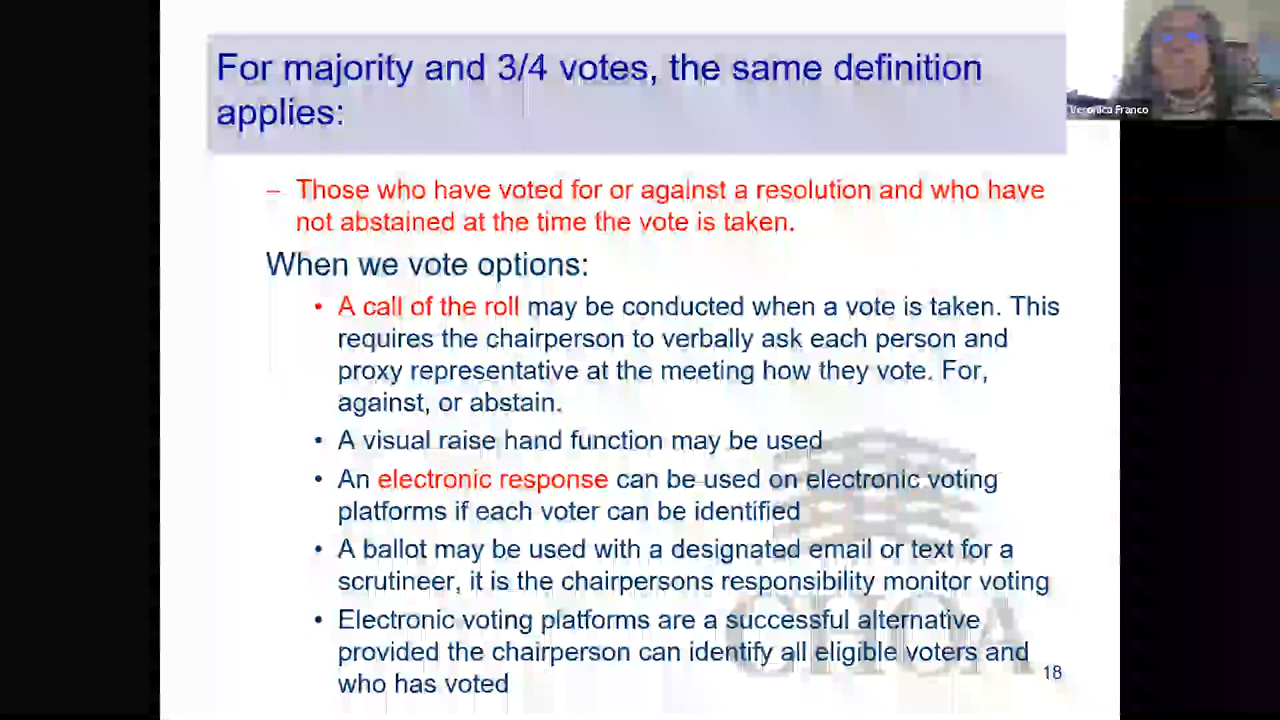 For majority and 3/4 votes, the same definition
applies:
Veronica Franco
– Those who have voted for or against a resolution and who have
not abstained at the time the vote is taken.
When we vote options:
• A call of the roll may be conducted when a vote is taken. This
requires the chairperson to verbally ask each person and
proxy representative at the meeting how they vote. For,
against, or abstain.
• A visual raise hand function may be used
• An electronic response can be used on electronic voting
platforms if each voter can be identified
• A ballot may be used with a designated email or text for a
scrutineer, it is the chairpersons responsibility monitor voting
• Electronic voting platforms are a successful alternative
provided the chairperson can identify all eligible voters and
who has voted
CHOA
18